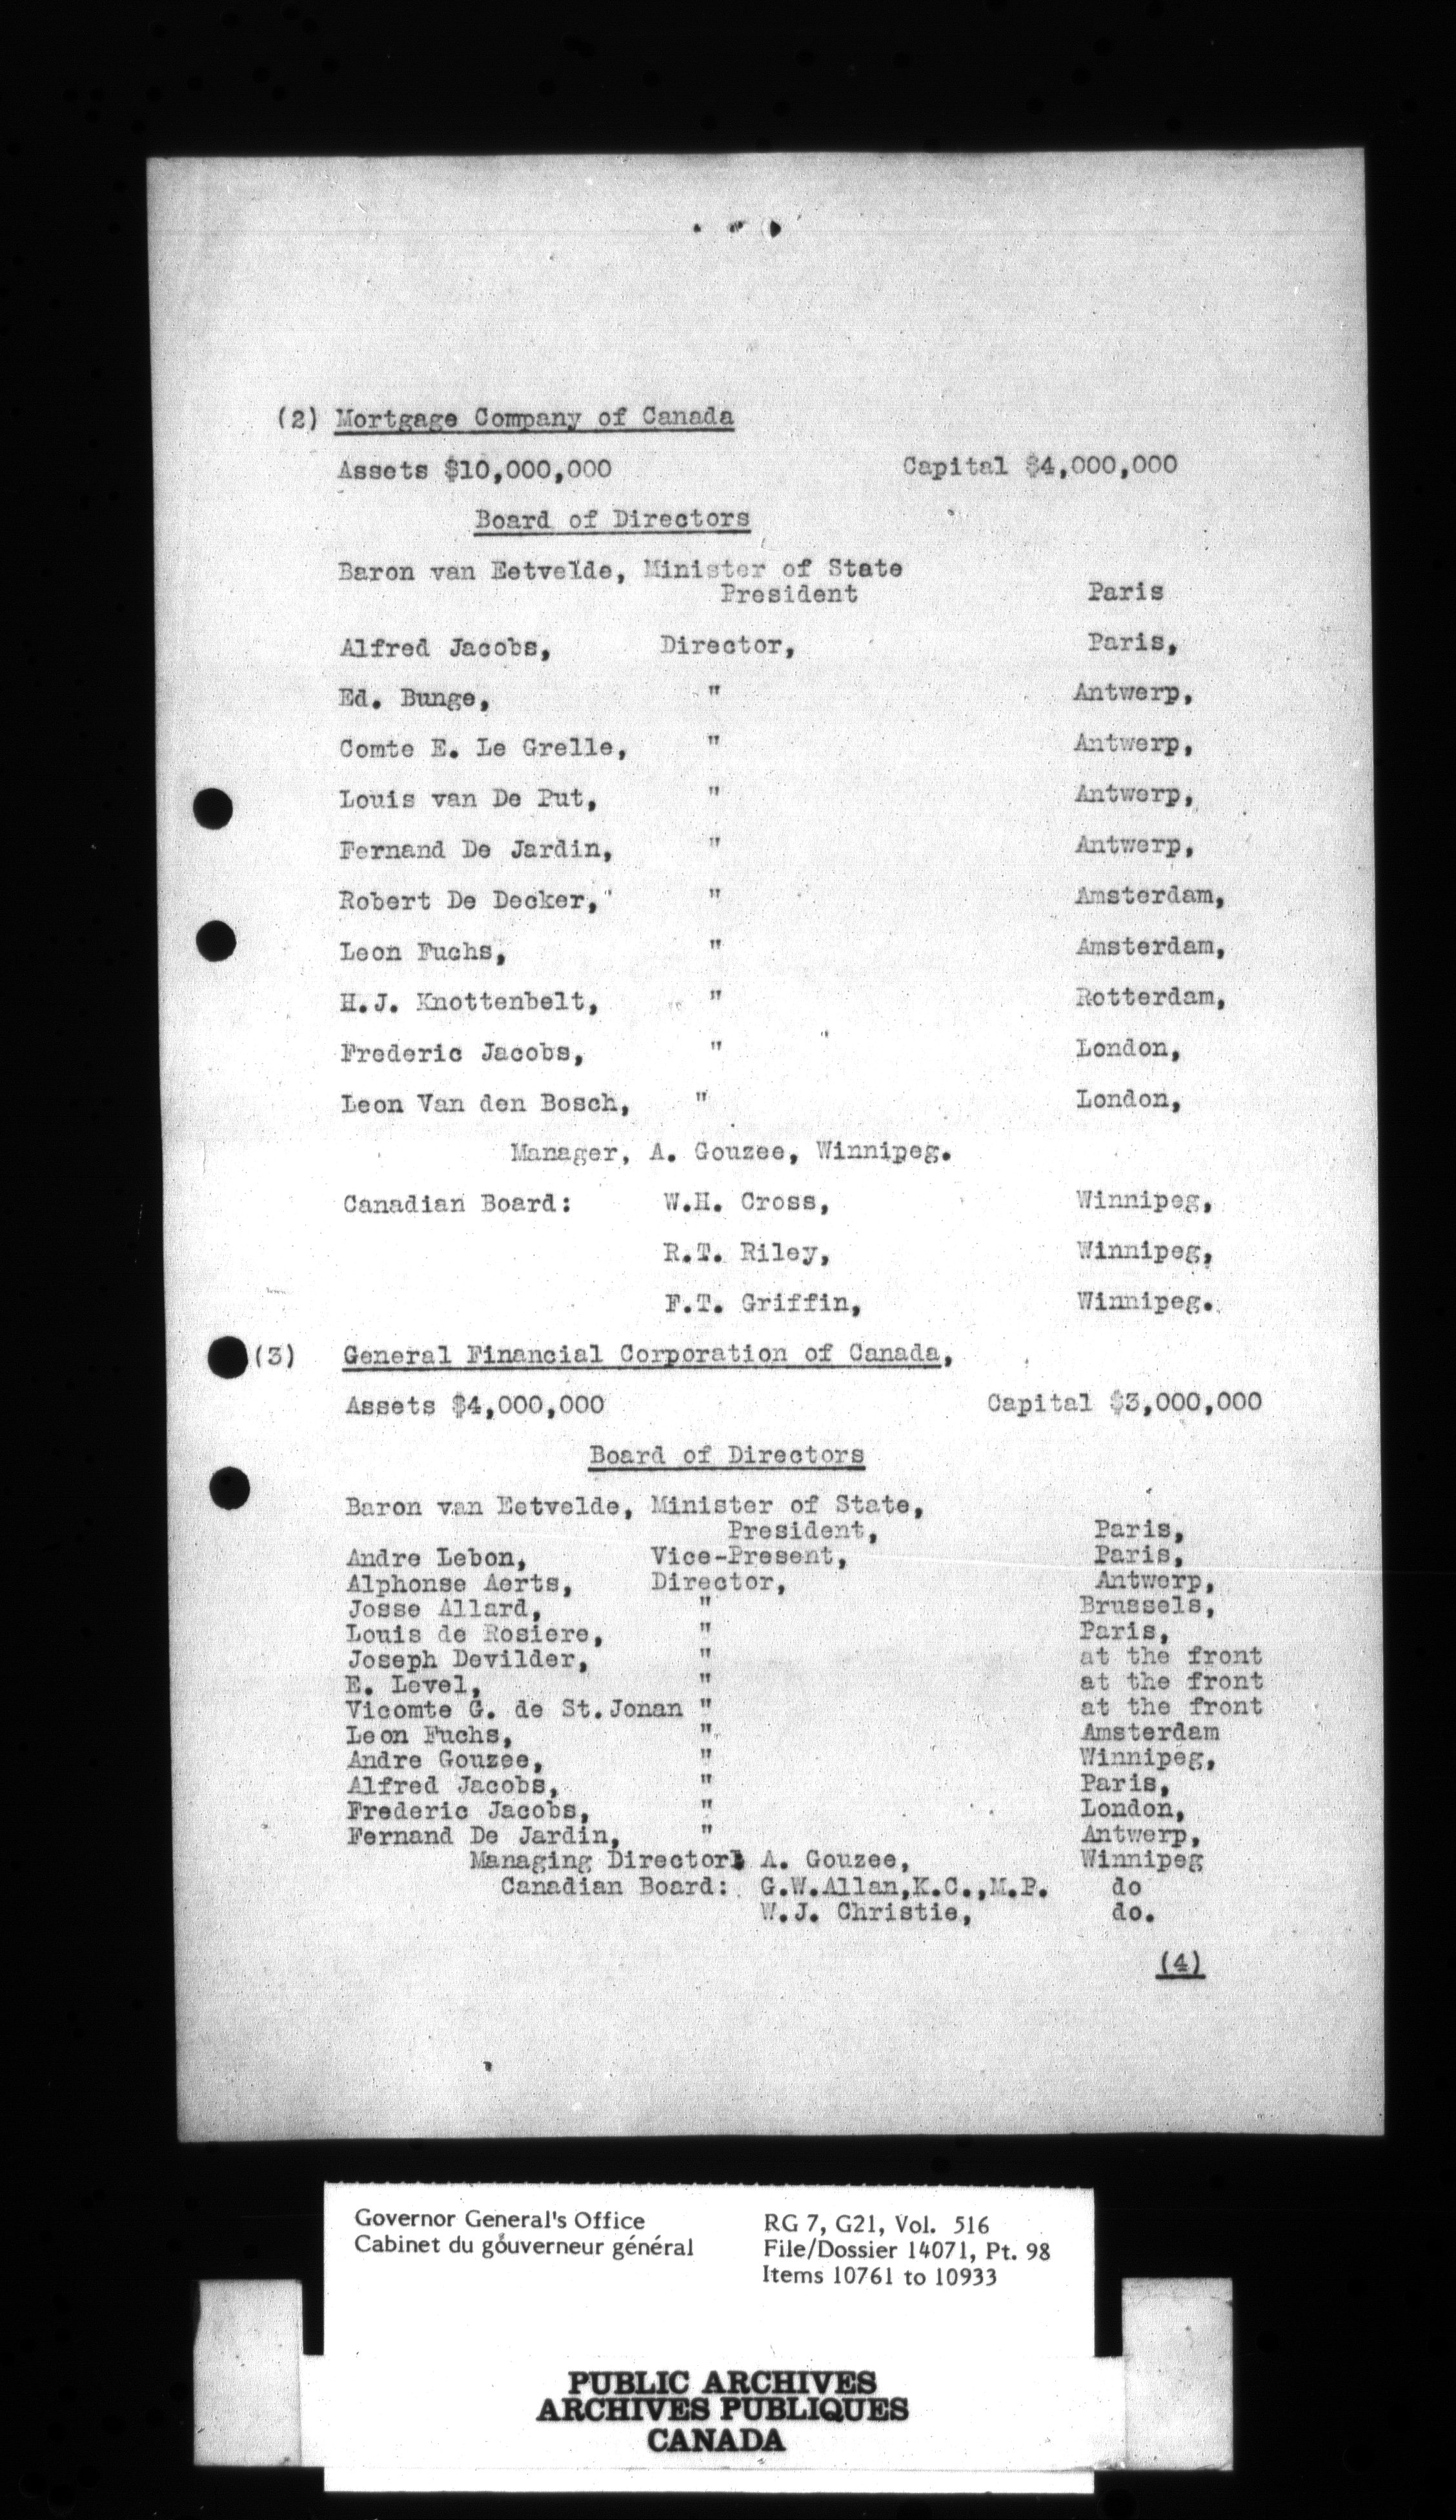 (2) Mortgage Company of Canada
Assets $10,000,000 Capital $4,000,000
Board of Directors
Baron van Eetvelde, Minister of State
President Paris
Alfred Jacobs, Director, Paris,
Ed. Bunge, " Antwerp,
Comte E. Le Grelle, " Antwerp,
Louis van De Put, " Antwerp,
Fernand De Jardin, " Antwerp,
Robert De Decker, " Amsterdam,
Leon Fuchs, " Amsterdam,
H.J. Knottenbelt, " Rotterdam,
Frederic Jacobs, " London,
Leon Van den Bosch, " London,
Manager, A. Gouzee, Winnipeg.
Canadian Board: W.H. Cross, Winnipeg,
R.T. Riley, Winnipeg,
F.T. Griffin, Winnipeg.
(3) General Financial Corporation of Canada,
Assets $4,000,000 Capital $3,000,000
Board of Directors
Baron van Eetvelde, Minister of State,
President, Paris,
Andre Lebon, Vice-Present, Paris,
Alphonse Aerts, Director, Antwerp,
Josse Allard, " Brussels,
Louis de Rosiere, " Paris,
Joseph Devilder, " at the front
E. Level, " at the front
Vicomte G. de St.Jonan " at the front
Leon Fuchs, " Amsterdam
Andre Gouzee, " Winnipeg,
Alfred Jacobs, " Paris,
Frederic Jacobs, " London,
Fernand De Jardin, " Antwerp,
Managing Director: A. Gouzee, Winnipeg
Canadian Board: G.W.Allan,K.C.,M.P. do
W.J. Christie, do.
(4)
Governor General's Office RG 7, G21, Vol. 516
Cabinet du gouverneur général File/Dossier 14071, Pt. 98
Items 10761 to 10933
PUBLIC ARCHIVES
ARCHIVES PUBLIQUES
CANADA